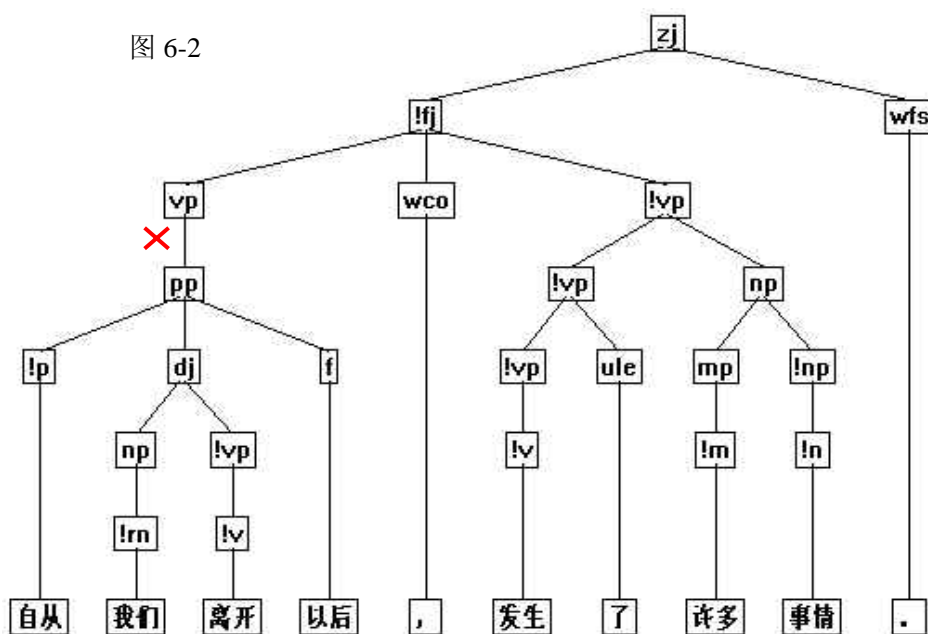 图 6-2
zj
!fj wfs
vp wco !vp
pp !vp np
!p dj f !vp ule mp !np
np !vp !v !m !n
!rn !v
自从 我们 离开 以后 , 发生 了 许多 事情 .